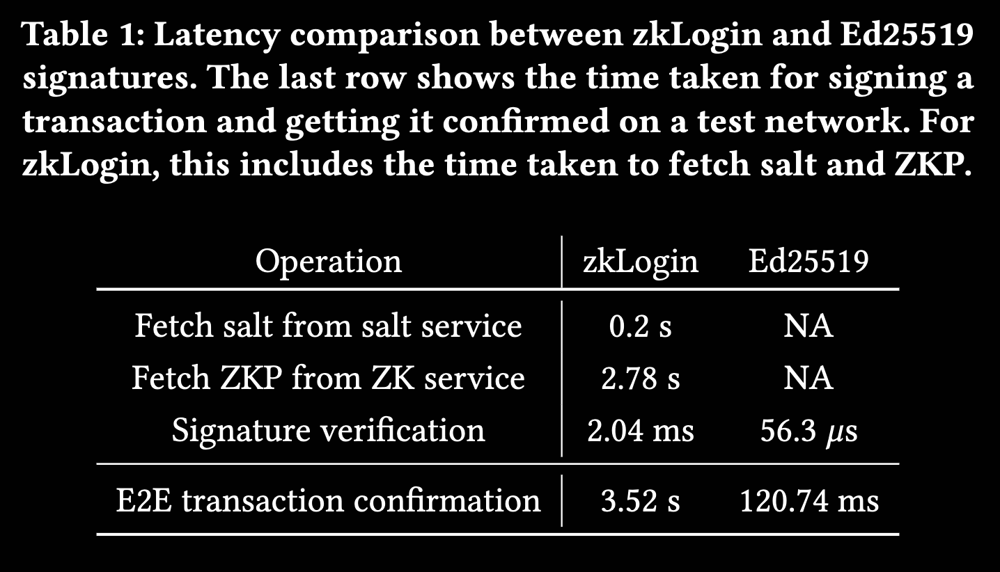 Table 1: Latency comparison between zkLogin and Ed25519
signatures. The last row shows the time taken for signing a
transaction and getting it confirmed on a test network. For
zkLogin, this includes the time taken to fetch salt and ZKP.
Operation zkLogin Ed25519
Fetch salt from salt service 0.2 s NA
Fetch ZKP from ZK service 2.78 s NA
Signature verification 2.04 ms 56.3 μs
E2E transaction confirmation 3.52 s 120.74 ms